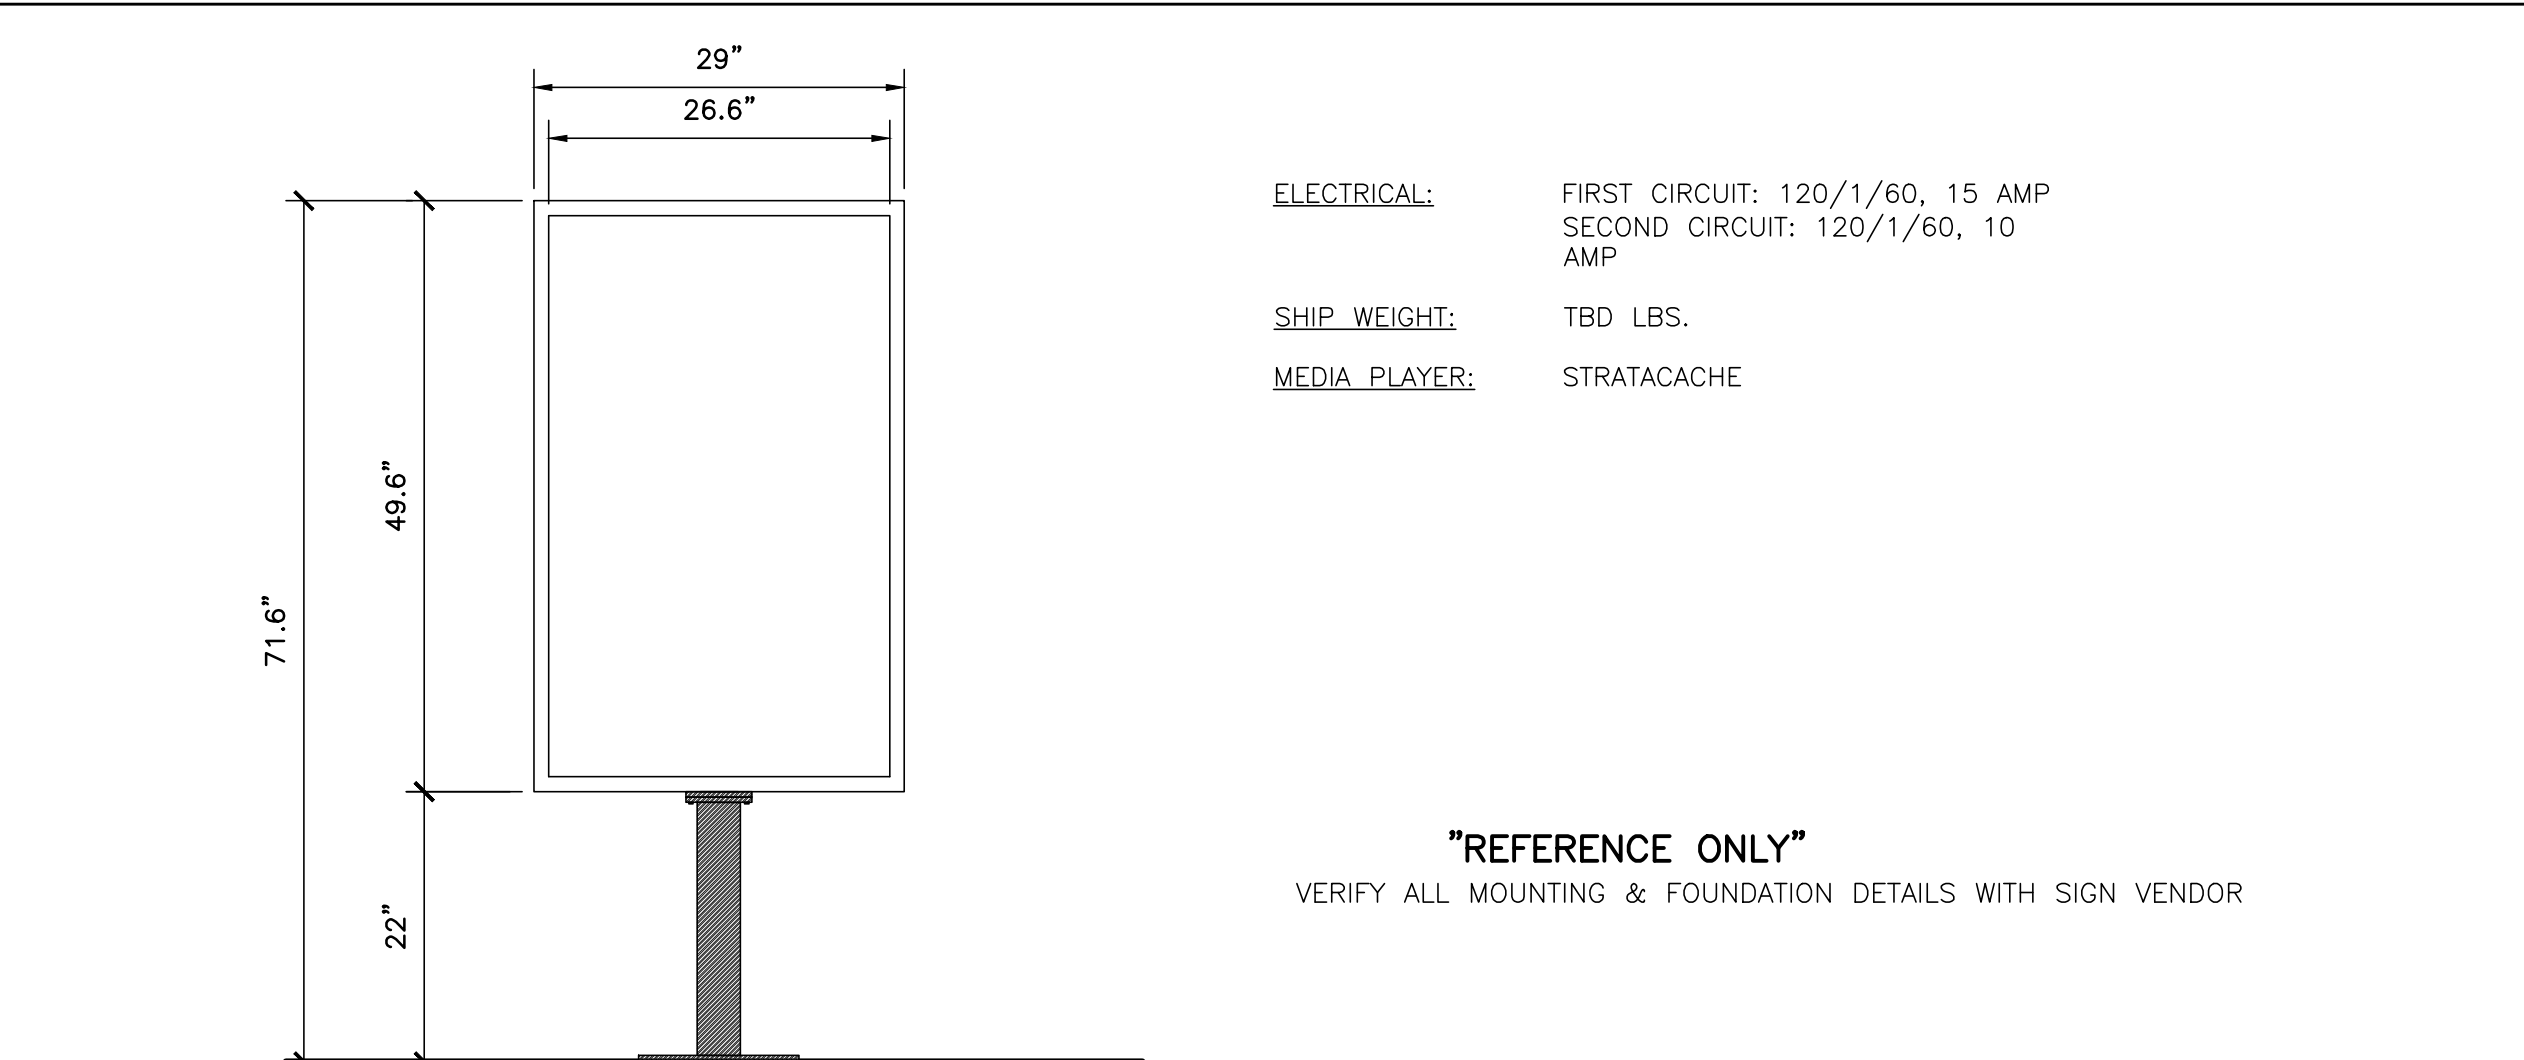 29”
26.6”
ELECTRICAL: FIRST CIRCUIT: 120/1/60, 15 AMP
SECOND CIRCUIT: 120/1/60, 10
AMP
SHIP WEIGHT: TBD LBS.
MEDIA PLAYER: STRATACACHE
49.6”
71.6”
22”
”REFERENCE ONLY”
VERIFY ALL MOUNTING & FOUNDATION DETAILS WITH SIGN VENDOR